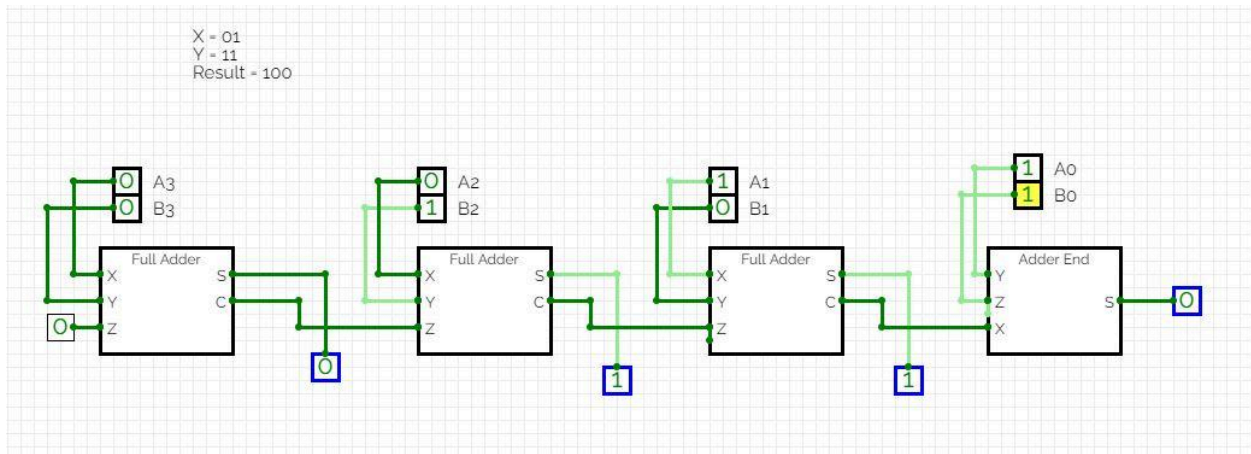 X = 01
Y = 11
Result = 100
0 A3
0 B3
0 A2
1 B2
1 A1
0 B1
1 A0
1 B0
Full Adder
X S
Y C
0 Z
0
Full Adder
X S
Y C
Z
1
Full Adder
X S
Y C
Z
1
Adder End
Y
Z S 0
X